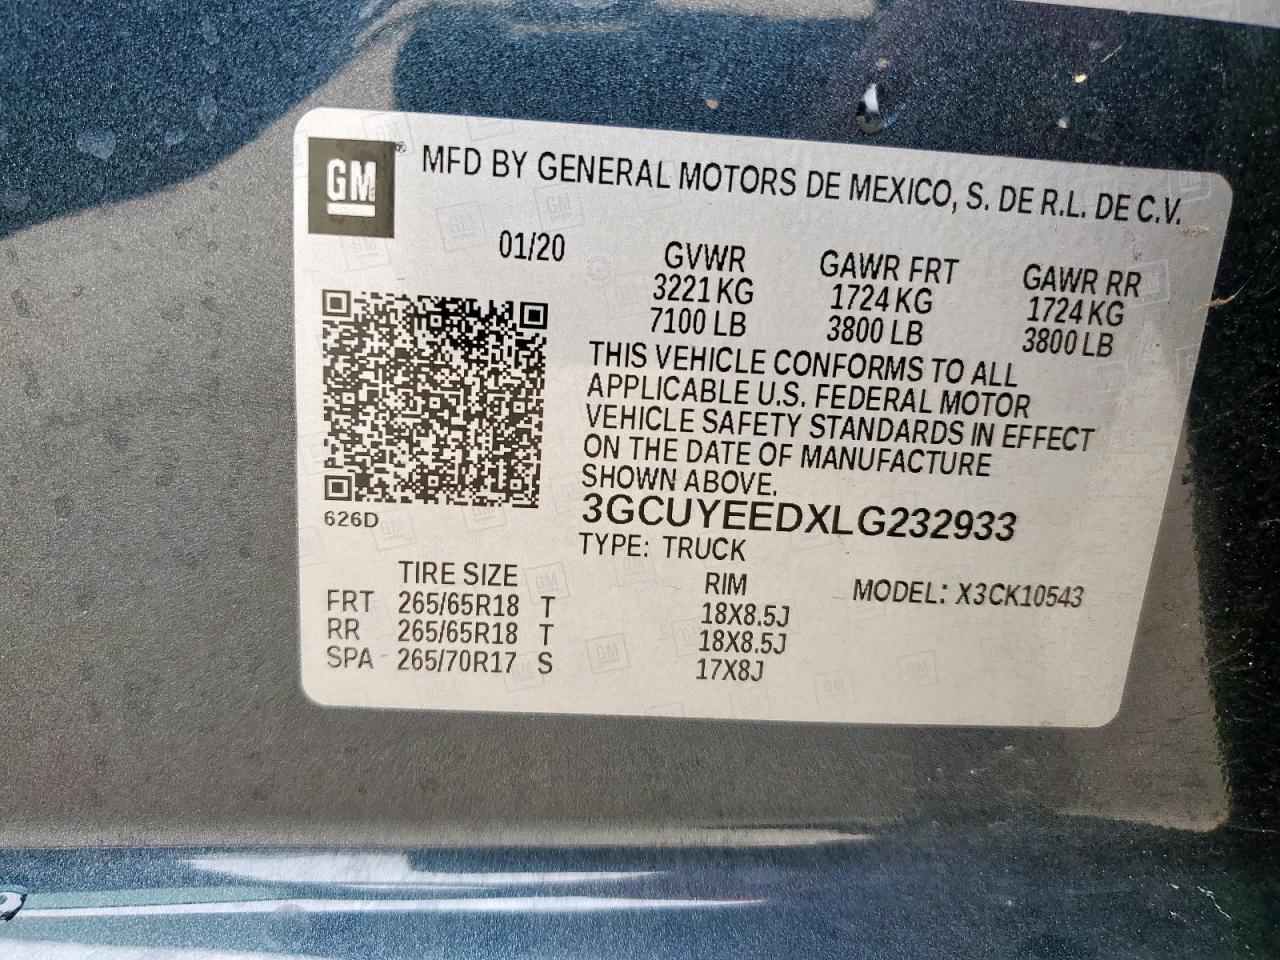 GM ® MFD BY GENERAL MOTORS DE MEXICO, S. DE R.L. DE C.V.
01/20
GVWR GAWR FRT GAWR RR
3221 KG 1724 KG 1724 KG
7100 LB 3800 LB 3800 LB
THIS VEHICLE CONFORMS TO ALL
APPLICABLE U.S. FEDERAL MOTOR
VEHICLE SAFETY STANDARDS IN EFFECT
ON THE DATE OF MANUFACTURE
SHOWN ABOVE.
626D
3GCUYEEDXLG232933
TYPE: TRUCK
TIRE SIZE RIM MODEL: X3CK10543
FRT 265/65R18 T 18X8.5J
RR 265/65R18 T 18X8.5J
SPA 265/70R17 S 17X8J